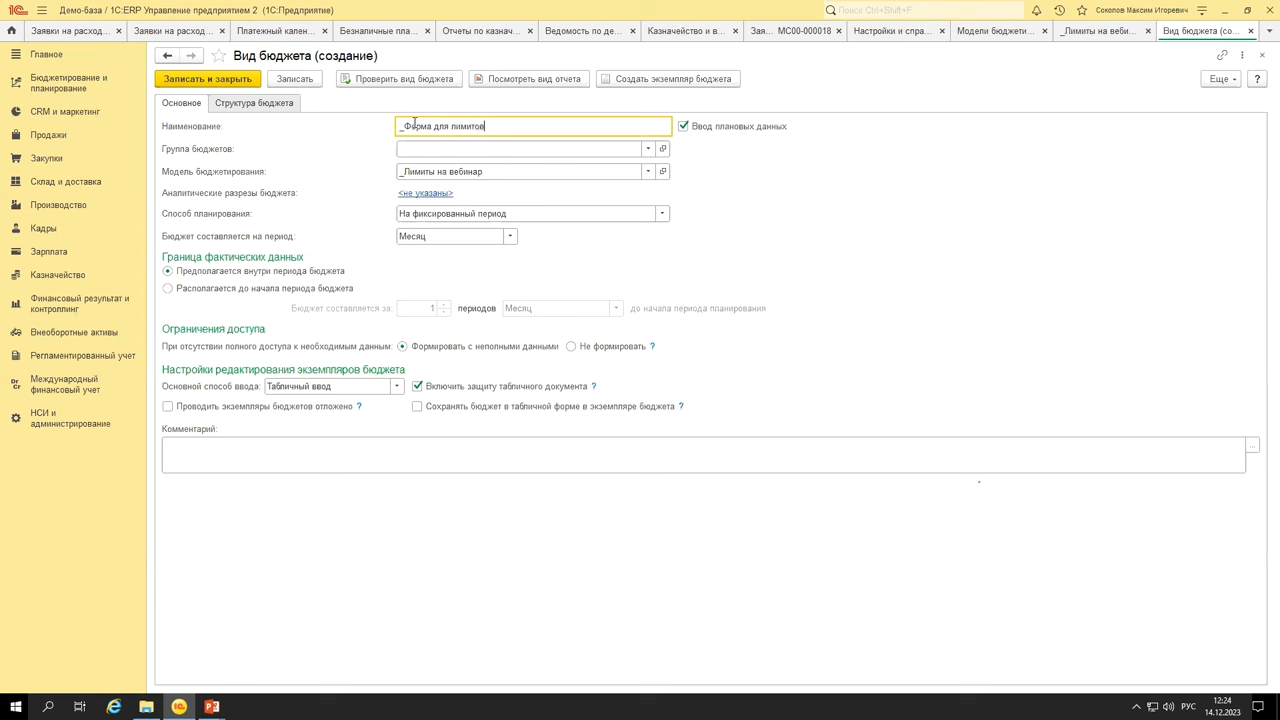 Демо-база / 1С:ERP Управление предприятием 2 (1С:Предприятие)
Поиск Ctrl+Shift+F
Соколов Максим Игоревич
Заявки на расход...
Заявки на расход...
Платежный кален...
Безналичные пла...
Отчеты по казнач...
Ведомость по де...
Казначейство и в...
Зая... МС00-000018
Настройки и спра...
Модели бюджети...
_Лимиты на веби...
Вид бюджета (со...
Главное
Бюджетирование и
планирование
CRM и маркетинг
Продажи
Закупки
Склад и доставка
Производство
Кадры
Зарплата
Казначейство
Финансовый результат и
контроллинг
Внеоборотные активы
Регламентированный учет
Международный
финансовый учет
НСИ и
администрирование
Вид бюджета (создание)
Записать и закрыть
Записать
Проверить вид бюджета
Посмотреть вид отчета
Создать экземпляр бюджета
Еще
?
Основное
Структура бюджета
Наименование:
_Форма для лимитов
Ввод плановых данных
Группа бюджетов:
Модель бюджетирования:
_Лимиты на вебинар
Аналитические разрезы бюджета:
<не указаны>
Способ планирования:
На фиксированный период
Бюджет составляется на период:
Месяц
Граница фактических данных
Предполагается внутри периода бюджета
Располагается до начала периода бюджета
Бюджет составляется за:
1
периодов
Месяц
до начала периода планирования
Ограничения доступа
При отсутствии полного доступа к необходимым данным:
Формировать с неполными данными
Не формировать ?
Настройки редактирования экземпляров бюджета
Основной способ ввода:
Табличный ввод
Включить защиту табличного документа ?
Проводить экземпляры бюджетов отложено ?
Сохранять бюджет в табличной форме в экземпляре бюджета ?
Комментарий:
...
РУС
12:24
14.12.2023